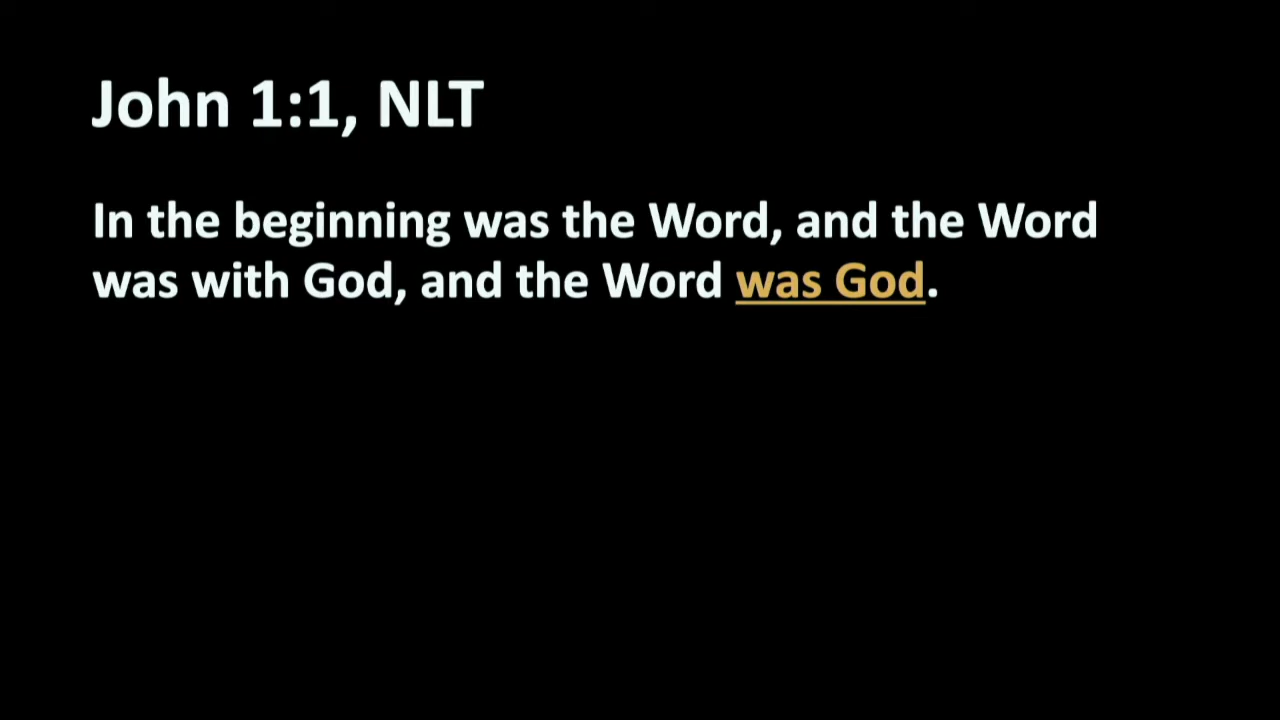 John 1:1, NLT
In the beginning was the Word, and the Word
was with God, and the Word was God.